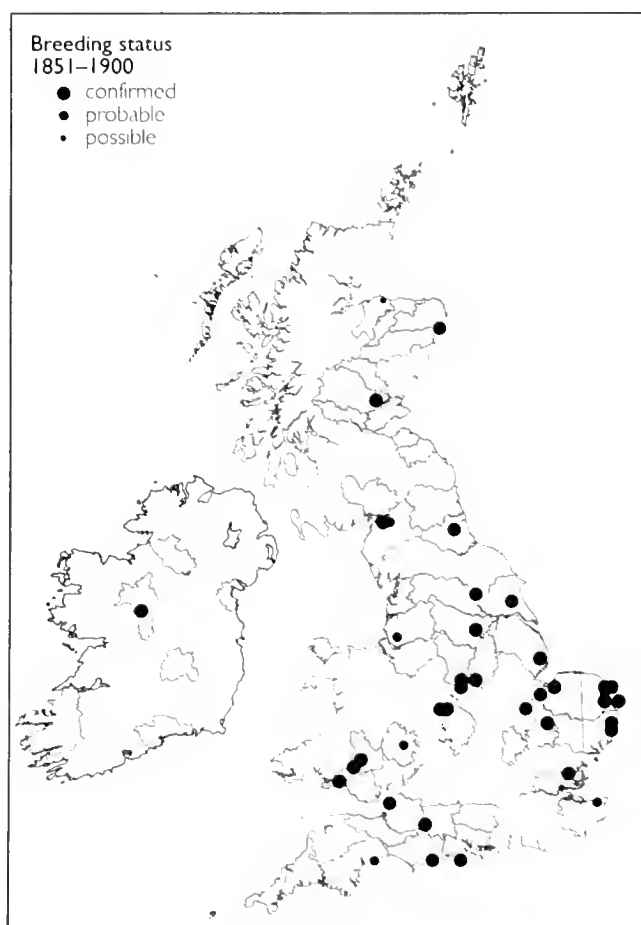 Breeding status
1851–1900
confirmed
probable
possible